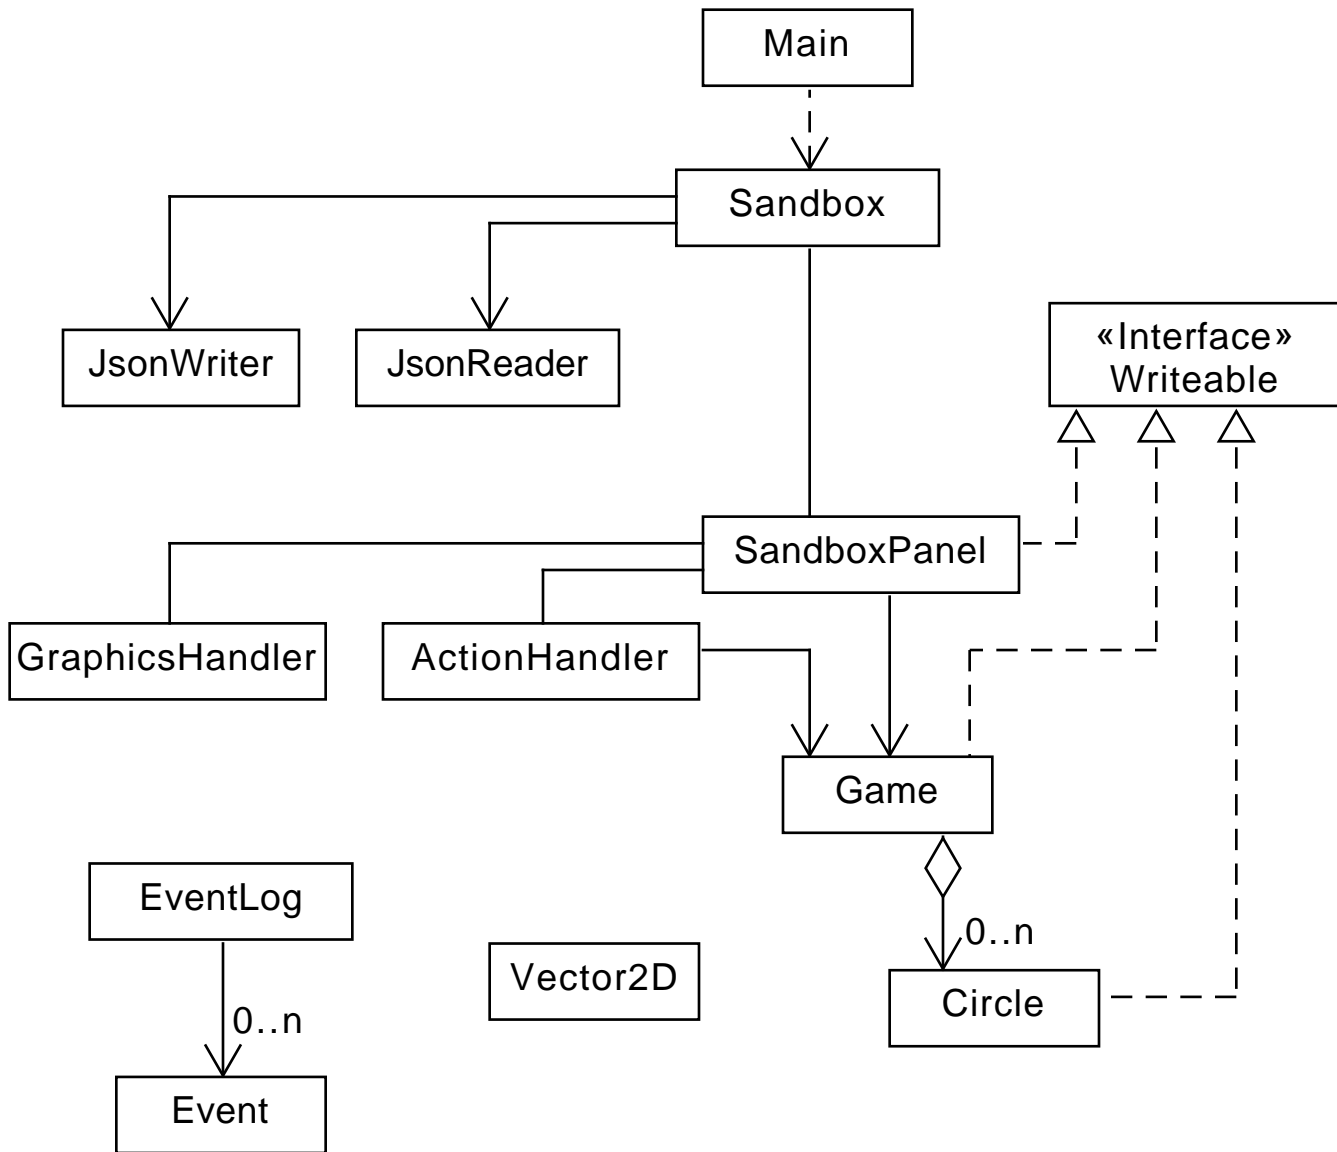 Main
Sandbox
JsonWriter
JsonReader
«Interface»
Writeable
SandboxPanel
GraphicsHandler
ActionHandler
Game
EventLog
0..n
Vector2D
Circle
0..n
Event